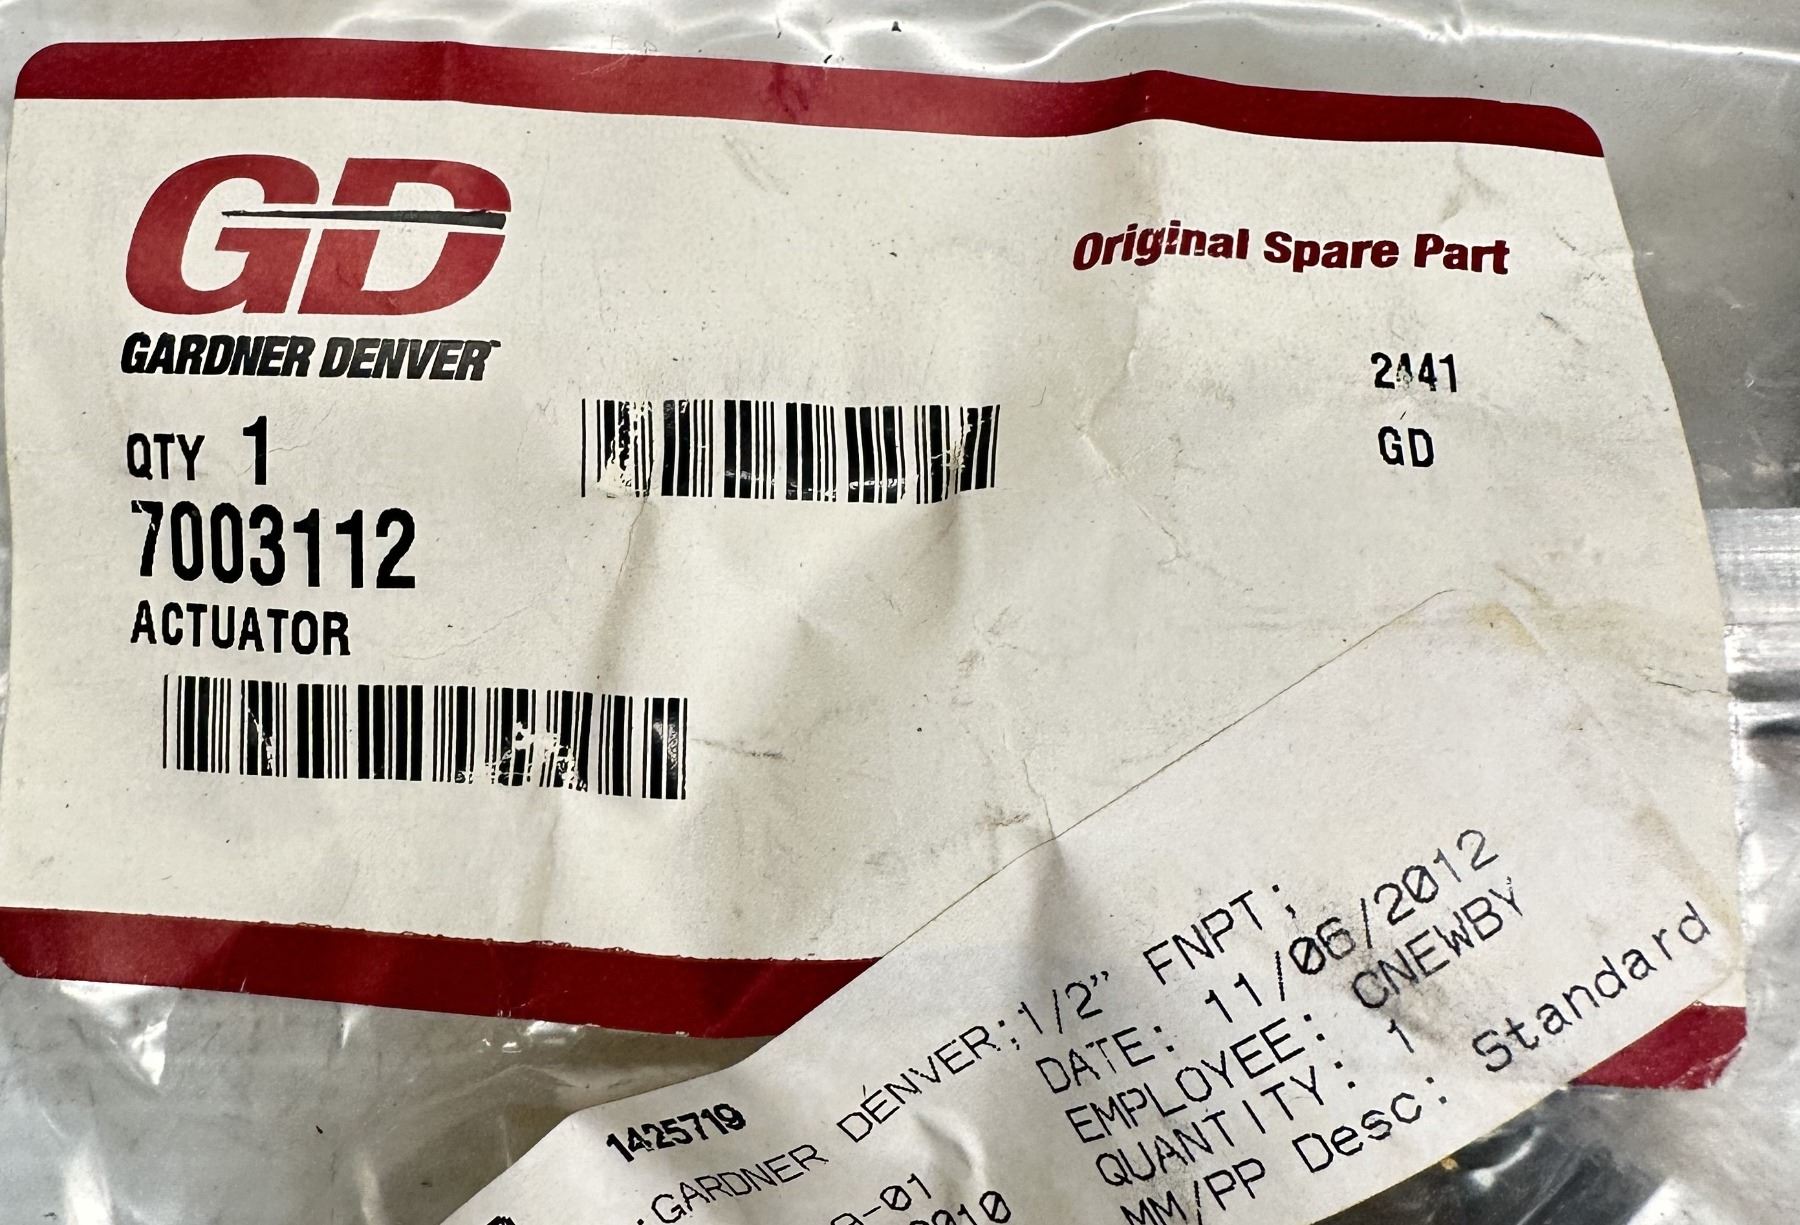 GD
GARDNER DENVER
Original Spare Part
2441
GD
QTY 1
7003112
ACTUATOR
1425719
GARDNER DENVER;1/2" FNPT;
DATE: 11/06/2012
EMPLOYEE: CNEWBY
QUANTITY: 1
MM/PP Desc: Standard